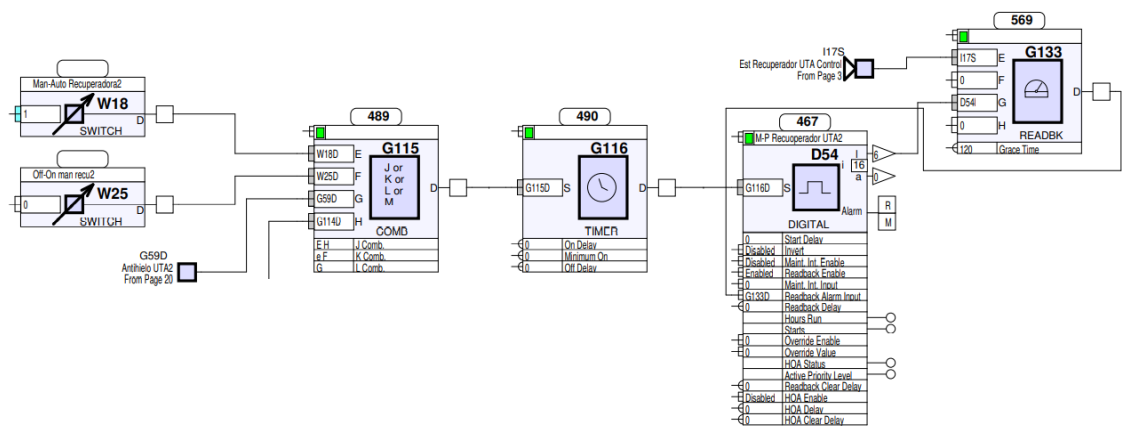 Man-Auto Recuperadora2
1
W18
D
SWITCH
Off-On man recu2
0
W25
D
SWITCH
G59D
Antihielo UTA2
From Page 20
489
G115
W18D E
W25D F
G59D G
G114D H
J or
K or
L or
M
D
COMB
E H J Comb.
e F K Comb.
G L Comb.
490
G116
G115D S
D
TIMER
0 On Delay
0 Minimum On
0 Off Delay
467
M-P Recuoperador UTA2
D54
I 6
i 16
a 0
G116D S
Alarm
R
M
DIGITAL
0 Start Delay
Disabled Invert
Disabled Maint. Int. Enable
Enabled Readback Enable
0 Maint. Int. Input
G133D Readback Alarm Input
0 Readback Delay
Hours Run
Starts
0 Override Enable
0 Override Value
HOA Status
Active Priority Level
0 Readback Clear Delay
Disabled HOA Enable
0 HOA Delay
0 HOA Clear Delay
I17S
Est Recuperador UTA Control
From Page 3
569
G133
I17S E
0 F
D54I G
0 H
D
READBK
120 Grace Time